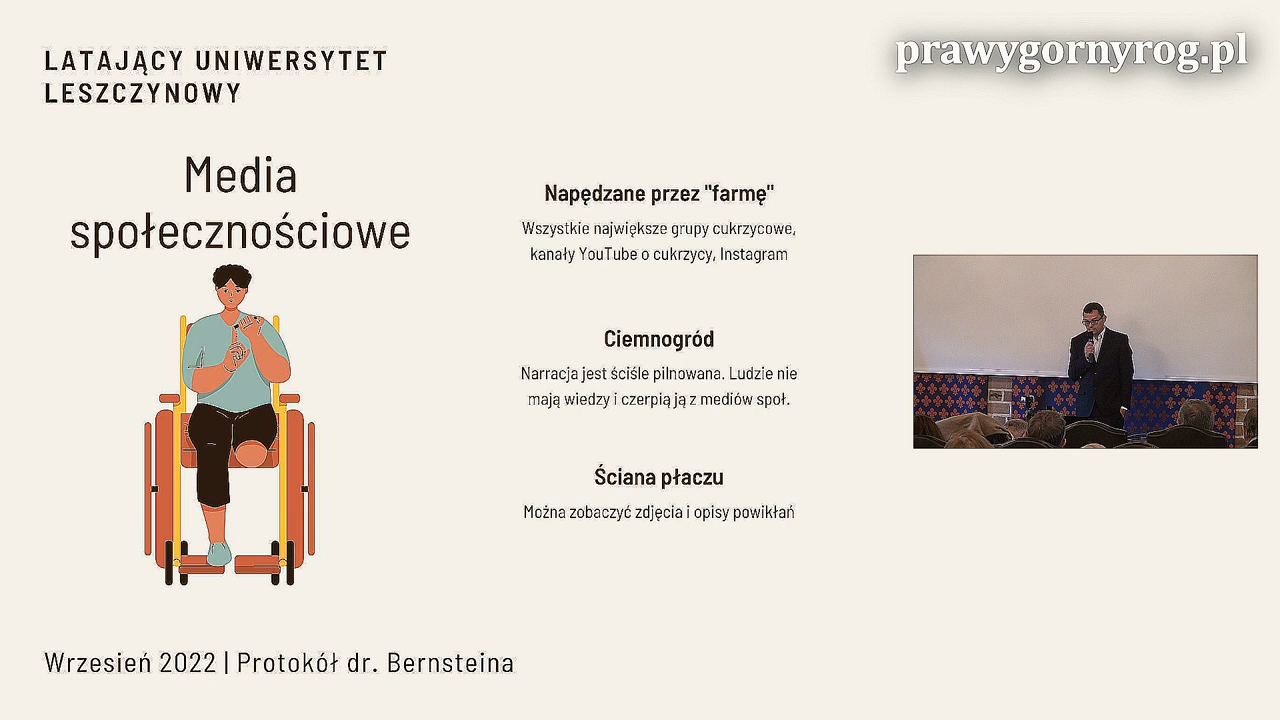 LATAJĄCY UNIWERSYTET
LESZCZYNOWY
prawygornyrog.pl
Media
społecznościowe
Napędzane przez "farmę"
Wszystkie największe grupy cukrzycowe,
kanały YouTube o cukrzycy, Instagram
Ciemnogród
Narracja jest ściśle pilnowana. Ludzie nie
mają wiedzy i czerpią ją z mediów społ.
Ściana płaczu
Można zobaczyć zdjęcia i opisy powikłań
Wrzesień 2022 | Protokół dr. Bernsteina